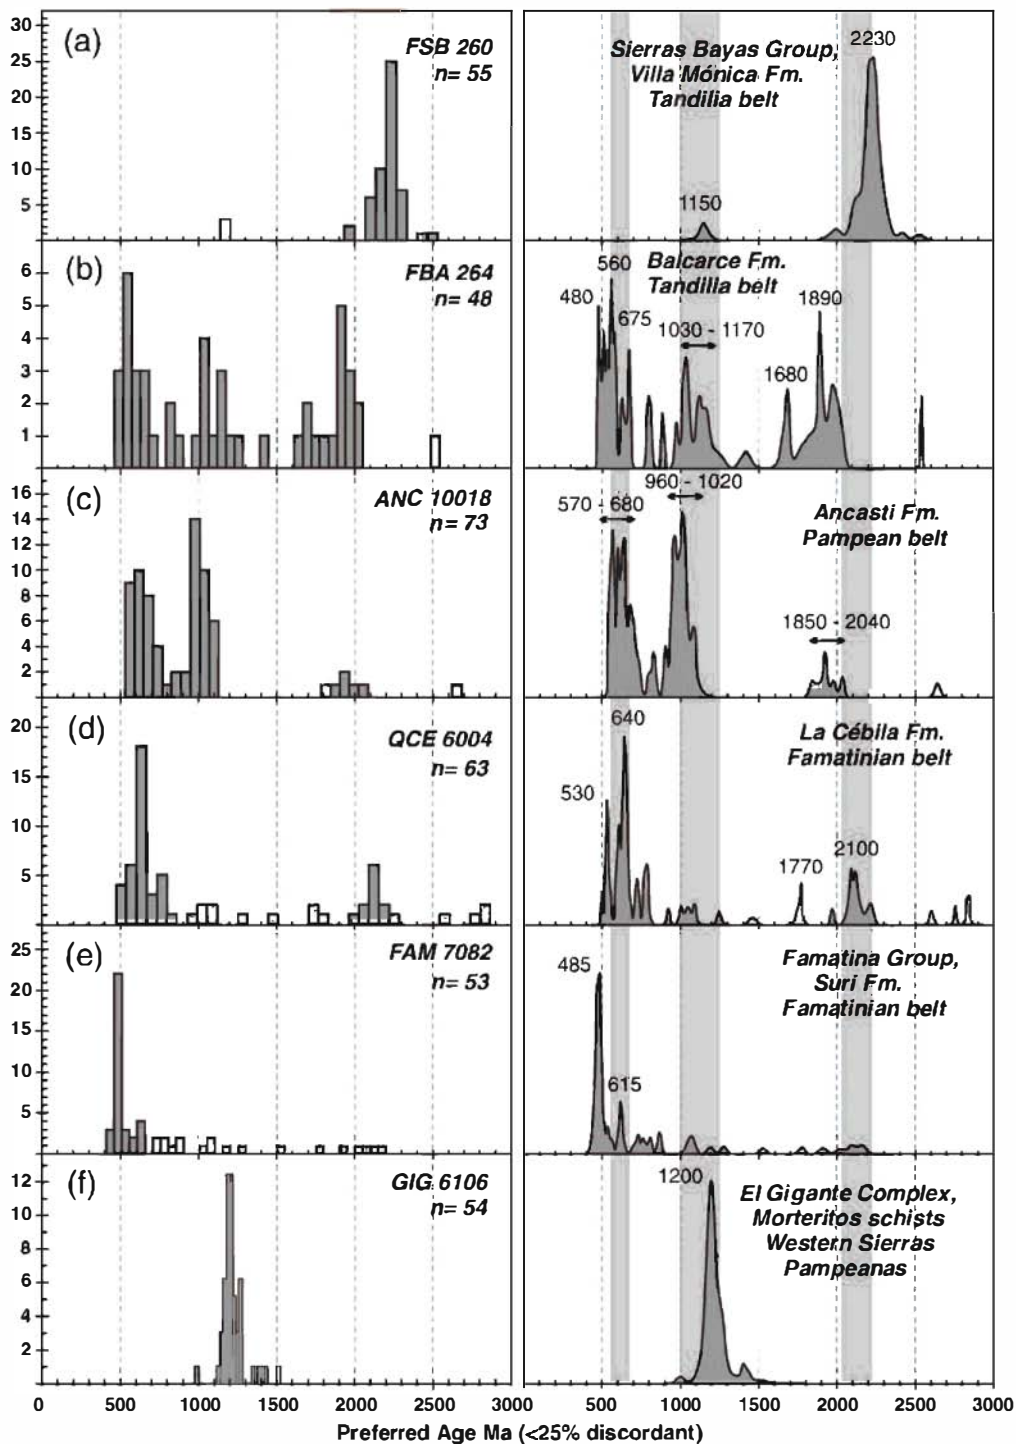 (a)
FSB 260
n= 55
30
25
20
15
10
5
Sierras Bayas Group,
Villa Mónica Fm.
Tandilia belt
2230
1150
(b)
FBA 264
n= 48
6
5
4
3
2
1
Balcarce Fm.
Tandilia belt
480
560
675
1030 - 1170
1680
1890
(c)
ANC 10018
n= 73
16
14
12
10
8
6
4
2
570 - 680
960 - 1020
1850 - 2040
Ancasti Fm.
Pampean belt
(d)
QCE 6004
n= 63
20
15
10
5
530
640
1770
2100
La Cébila Fm.
Famatinian belt
(e)
FAM 7082
n= 53
25
20
15
10
5
485
615
Famatina Group,
Suri Fm.
Famatinian belt
(f)
GIG 6106
n= 54
12
10
8
6
4
2
1200
El Gigante Complex,
Morteritos schists
Western Sierras
Pampeanas
0 500 1000 1500 2000 2500 3000
500 1000 1500 2000 2500 3000
Preferred Age Ma (<25% discordant)